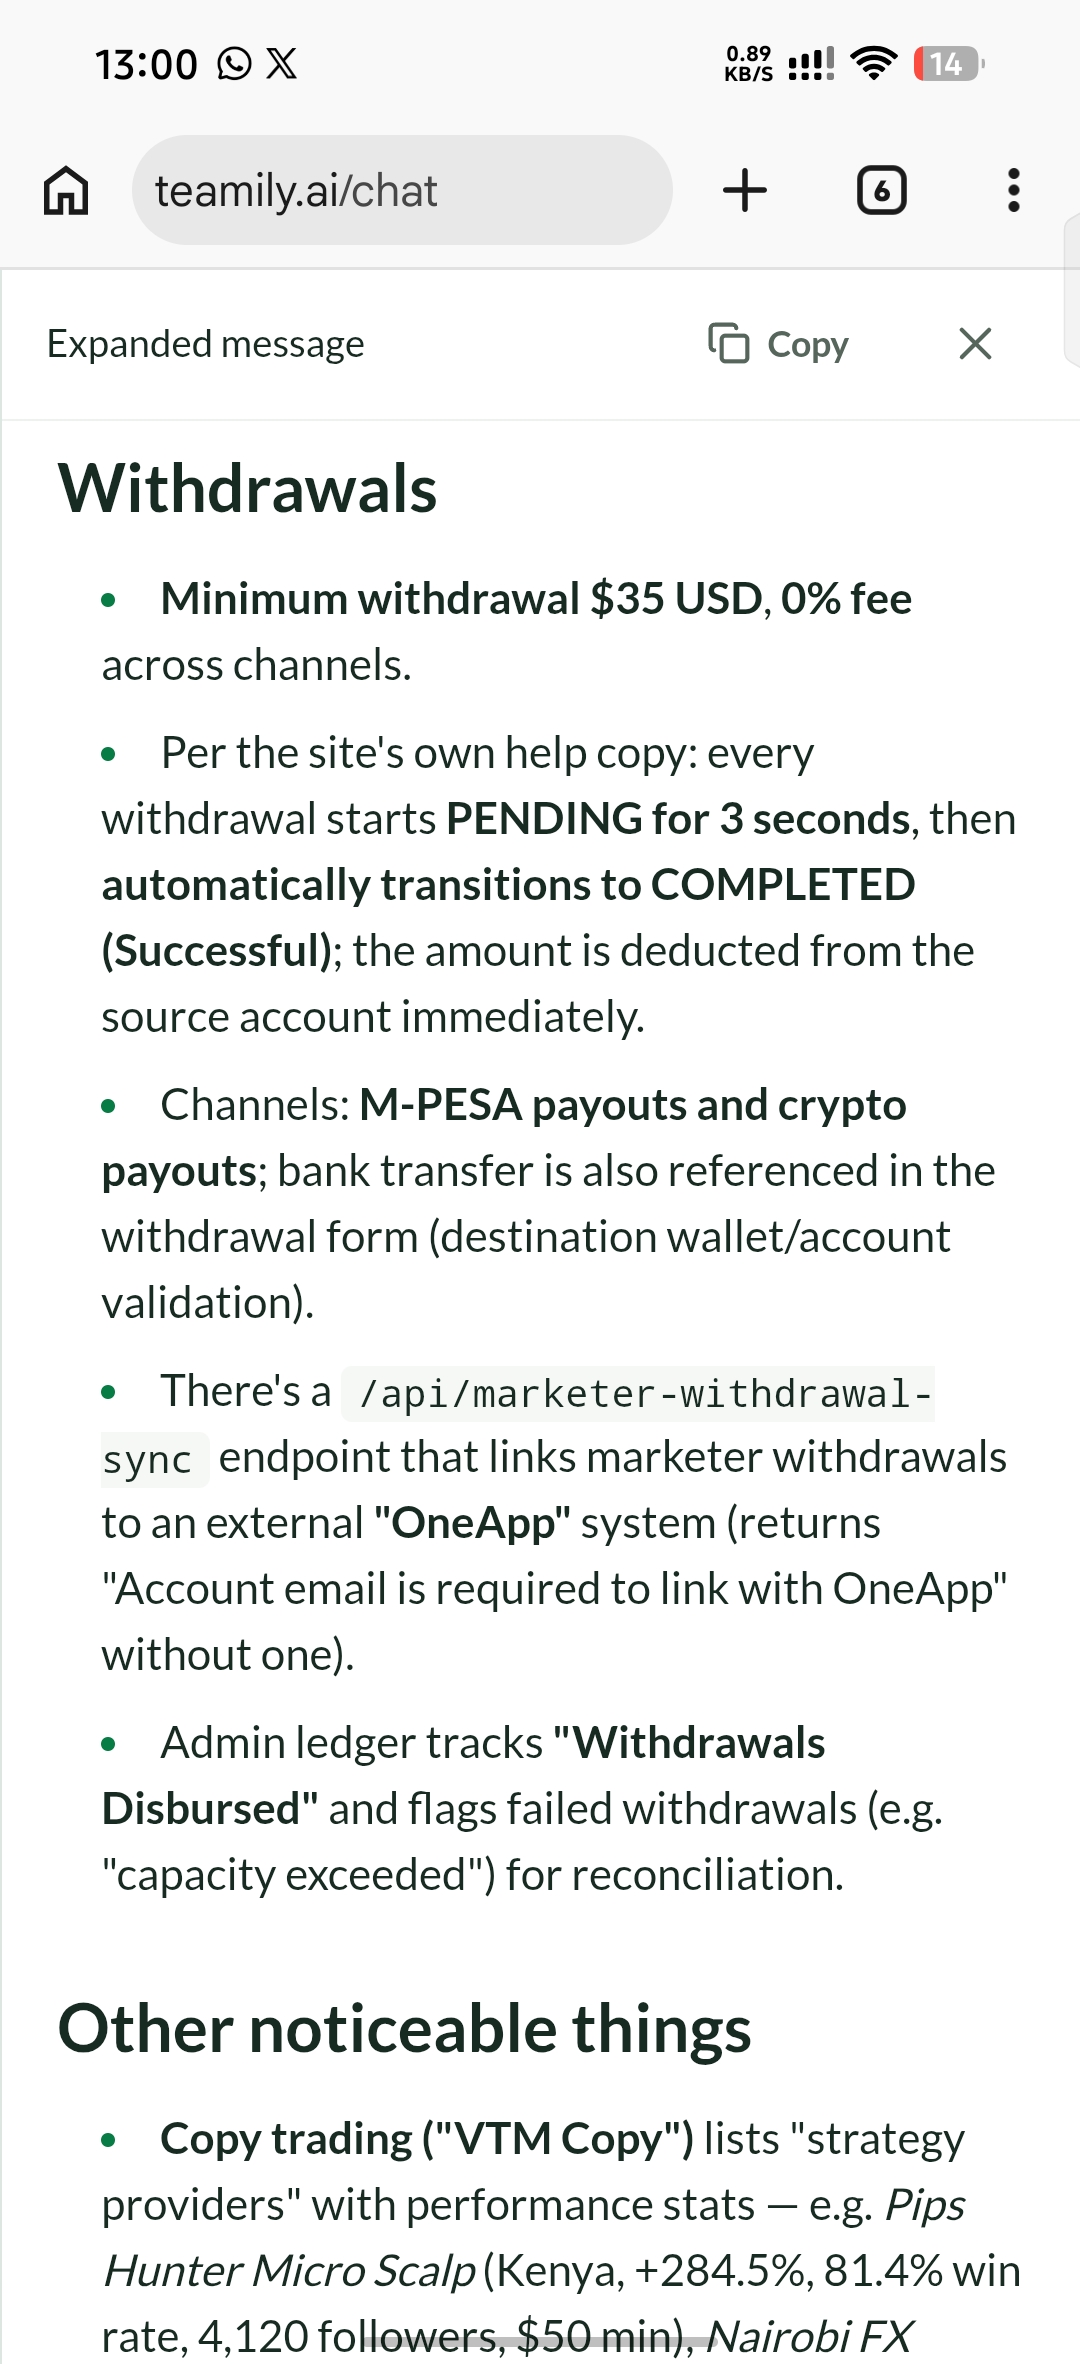 13:00
0.89
KB/S
14
teamily.ai/chat
6
Expanded message
Copy
Withdrawals
• Minimum withdrawal $35 USD, 0% fee
across channels.
• Per the site's own help copy: every
withdrawal starts PENDING for 3 seconds, then
automatically transitions to COMPLETED
(Successful); the amount is deducted from the
source account immediately.
• Channels: M-PESA payouts and crypto
payouts; bank transfer is also referenced in the
withdrawal form (destination wallet/account
validation).
• There's a /api/marketer-withdrawal-
sync endpoint that links marketer withdrawals
to an external "OneApp" system (returns
"Account email is required to link with OneApp"
without one).
• Admin ledger tracks "Withdrawals
Disbursed" and flags failed withdrawals (e.g.
"capacity exceeded") for reconciliation.
Other noticeable things
• Copy trading ("VTM Copy") lists "strategy
providers" with performance stats — e.g. Pips
Hunter Micro Scalp (Kenya, +284.5%, 81.4% win
rate, 4,120 followers, $50 min), Nairobi FX